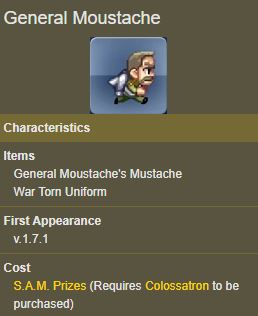 General Moustache
Characteristics
Items
General Moustache's Mustache
War Torn Uniform
First Appearance
v.1.7.1
Cost
S.A.M. Prizes (Requires Colossatron to be
purchased)